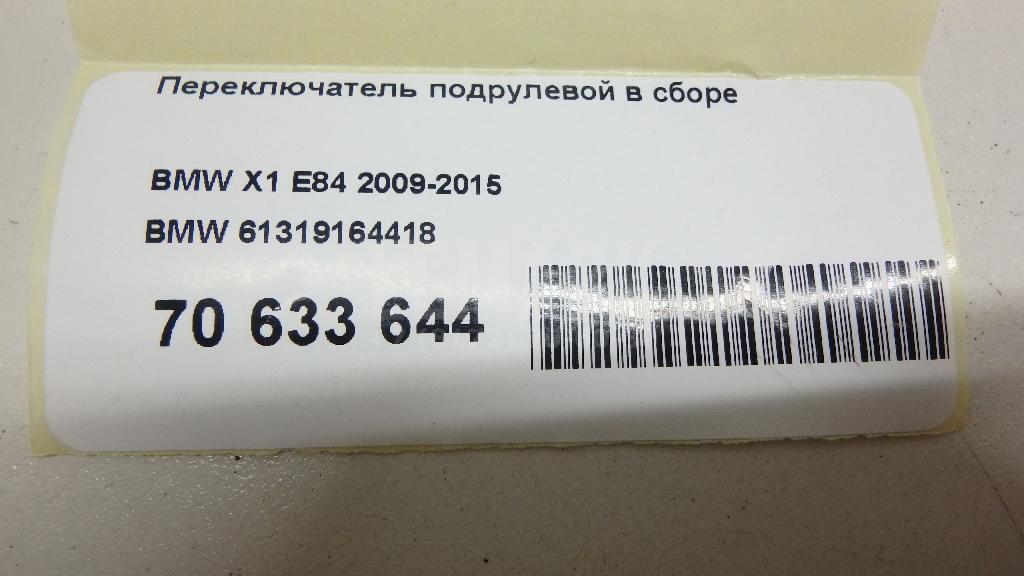 Переключатель подрулевой в сборе
BMW X1 E84 2009-2015
BMW 61319164418
70 633 644